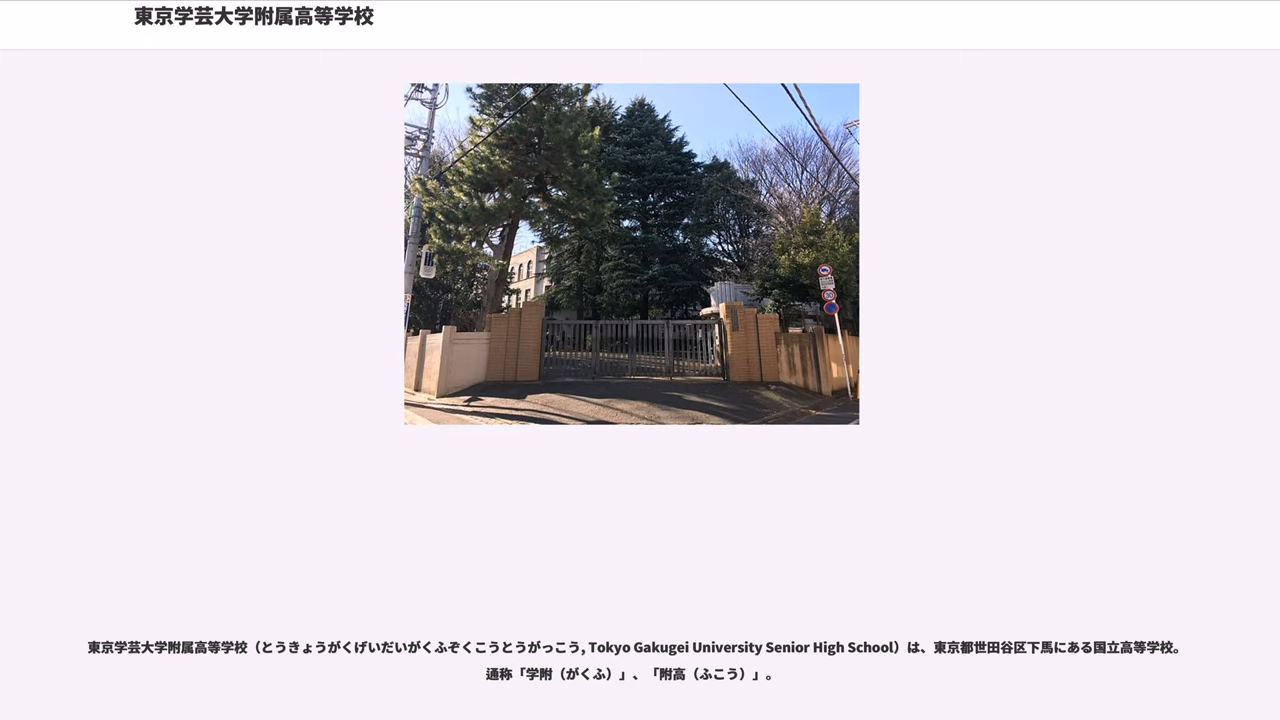 東京学芸大学附属高等学校
東京学芸大学附属高等学校（とうきょうがくげいだいがくふぞくこうとうがっこう, Tokyo Gakugei University Senior High School）は、東京都世田谷区下馬にある国立高等学校。
通称「学附（がくふ）」、「附高（ふこう）」。